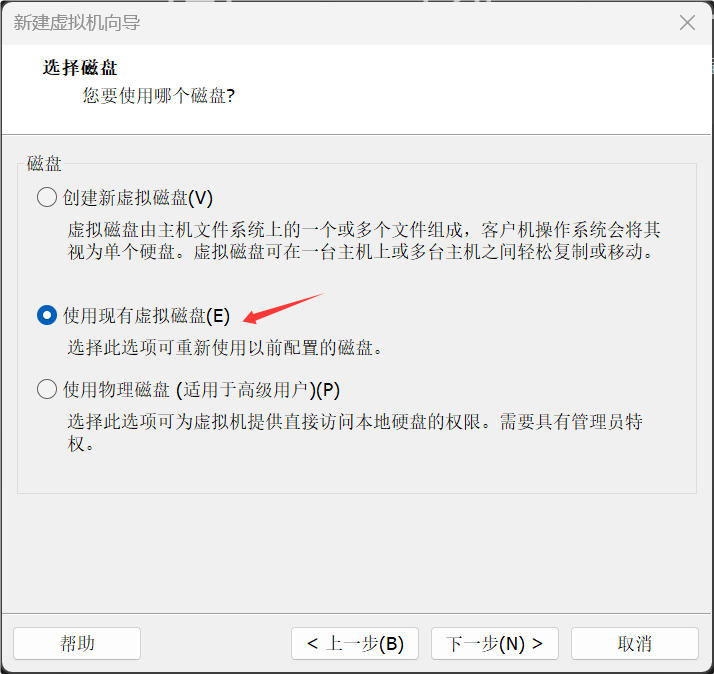 新建虚拟机向导
选择磁盘
您要使用哪个磁盘?
磁盘
创建新虚拟磁盘(V)
虚拟磁盘由主机文件系统上的一个或多个文件组成，客户机操作系统会将其
视为单个硬盘。虚拟磁盘可在一台主机上或多台主机之间轻松复制或移动。
使用现有虚拟磁盘(E)
选择此选项可重新使用以前配置的磁盘。
使用物理磁盘 (适用于高级用户)(P)
选择此选项可为虚拟机提供直接访问本地硬盘的权限。需要具有管理员特
权。
帮助
< 上一步(B)
下一步(N) >
取消